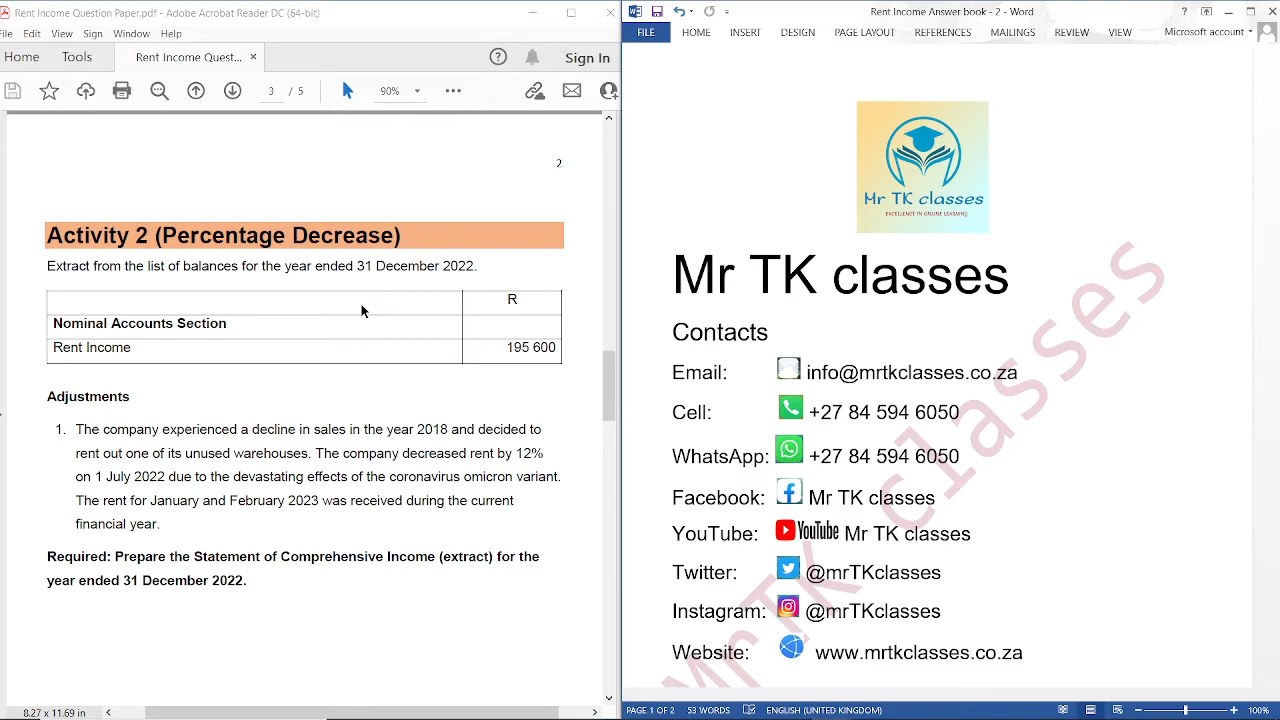 Rent Income Question Paper.pdf - Adobe Acrobat Reader DC (64-bit)
File Edit View Sign Window Help
Home Tools Rent Income Quest... × Sign In
3 / 5 90%
2
Activity 2 (Percentage Decrease)
Extract from the list of balances for the year ended 31 December 2022.
R
Nominal Accounts Section
Rent Income 195 600
Adjustments
1. The company experienced a decline in sales in the year 2018 and decided to
rent out one of its unused warehouses. The company decreased rent by 12%
on 1 July 2022 due to the devastating effects of the coronavirus omicron variant.
The rent for January and February 2023 was received during the current
financial year.
Required: Prepare the Statement of Comprehensive Income (extract) for the
year ended 31 December 2022.
8.27 x 11.69 in
Rent Income Answer book - 2 - Word
FILE HOME INSERT DESIGN PAGE LAYOUT REFERENCES MAILINGS REVIEW VIEW Microsoft account
Mr TK classes
EXCELLENCE IN ONLINE LEARNING
Mr TK classes
Contacts
Email: info@mrtkclasses.co.za
Cell: +27 84 594 6050
WhatsApp: +27 84 594 6050
Facebook: Mr TK classes
YouTube: YouTube Mr TK classes
Twitter: @mrTKclasses
Instagram: @mrTKclasses
Website: www.mrtkclasses.co.za
MrTK classes
PAGE 1 OF 2 53 WORDS ENGLISH (UNITED KINGDOM) 100%